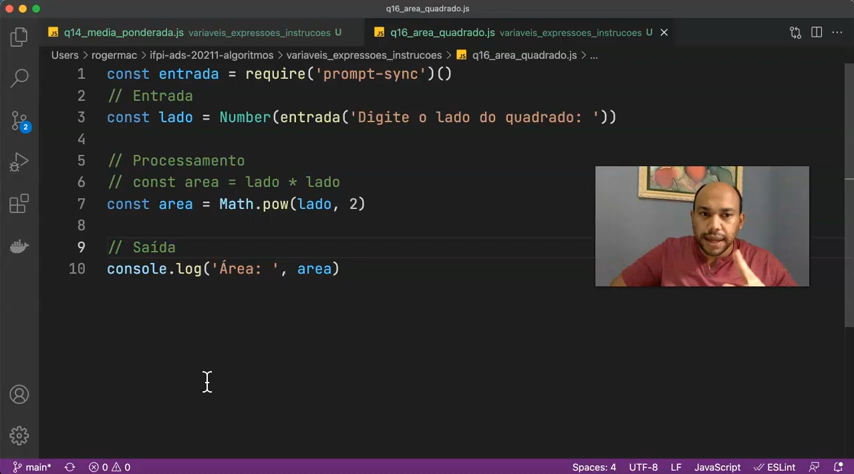 q16_area_quadrado.js
q14_media_ponderada.js variaveis_expressoes_instrucoes U
q16_area_quadrado.js variaveis_expressoes_instrucoes U
Users > rogermac > ifpi-ads-20211-algoritmos > variaveis_expressoes_instrucoes > q16_area_quadrado.js > ...
1 const entrada = require('prompt-sync')()
2 // Entrada
3 const lado = Number(entrada('Digite o lado do quadrado: '))
4
5 // Processamento
6 // const area = lado * lado
7 const area = Math.pow(lado, 2)
8
9 // Saída
10 console.log('Área: ', area)
2
main* 0 0 Spaces: 4 UTF-8 LF JavaScript ESLint